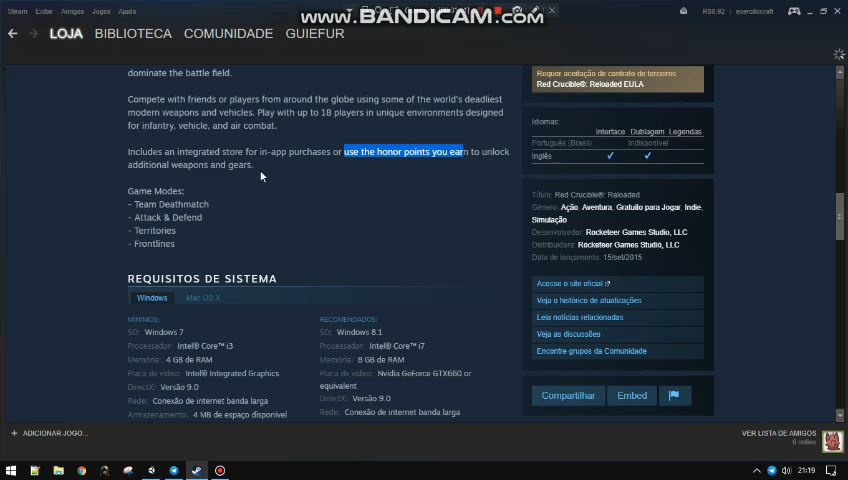 Steam Exibir Amigos Jogos Ajuda
www.BANDICAM.com
R$0,92 exercitocraft
LOJA BIBLIOTECA COMUNIDADE GUIEFUR
dominate the battle field.
Compete with friends or players from around the globe using some of the world's deadliest
modern weapons and vehicles. Play with up to 18 players in unique environments designed
for infantry, vehicle, and air combat.
Includes an integrated store for in-app purchases or use the honor points you earn to unlock
additional weapons and gears.
Game Modes:
- Team Deathmatch
- Attack & Defend
- Territories
- Frontlines
REQUISITOS DE SISTEMA
Windows Mac OS X
MÍNIMOS:
SO: Windows 7
Processador: Intel® Core™ i3
Memória: 4 GB de RAM
Placa de vídeo: Intel® Integrated Graphics
DirectX: Versão 9.0
Rede: Conexão de internet banda larga
Armazenamento: 4 MB de espaço disponível
RECOMENDADOS:
SO: Windows 8.1
Processador: Intel® Core™ i7
Memória: 8 GB de RAM
Placa de vídeo: Nvidia GeForce GTX660 or
equivalent
DirectX: Versão 9.0
Rede: Conexão de internet banda larga
Requer aceitação de contrato de terceiros
Red Crucible®: Reloaded EULA
Idiomas:
Interface Dublagem Legendas
Português (Brasil) Indisponível
Inglês ✓ ✓
Título: Red Crucible®: Reloaded
Gênero: Ação, Aventura, Gratuito para Jogar, Indie,
Simulação
Desenvolvedor: Rocketeer Games Studio, LLC
Distribuidora: Rocketeer Games Studio, LLC
Data de lançamento: 15/set/2015
Acesse o site oficial
Veja o histórico de atualizações
Leia notícias relacionadas
Veja as discussões
Encontre grupos da Comunidade
Compartilhar Embed
+ ADICIONAR JOGO...
VER LISTA DE AMIGOS
6 online
21:19